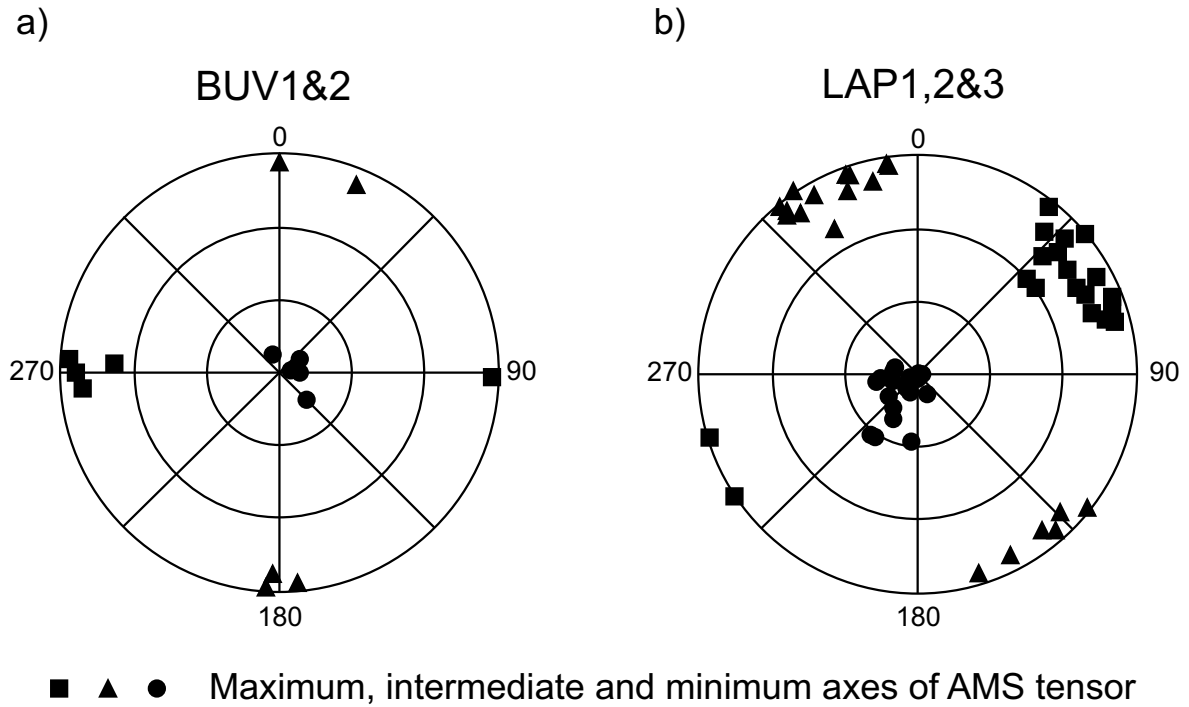 a)
b)
BUV1&2
LAP1,2&3
0
0
270
90
270
90
180
180
Maximum, intermediate and minimum axes of AMS tensor